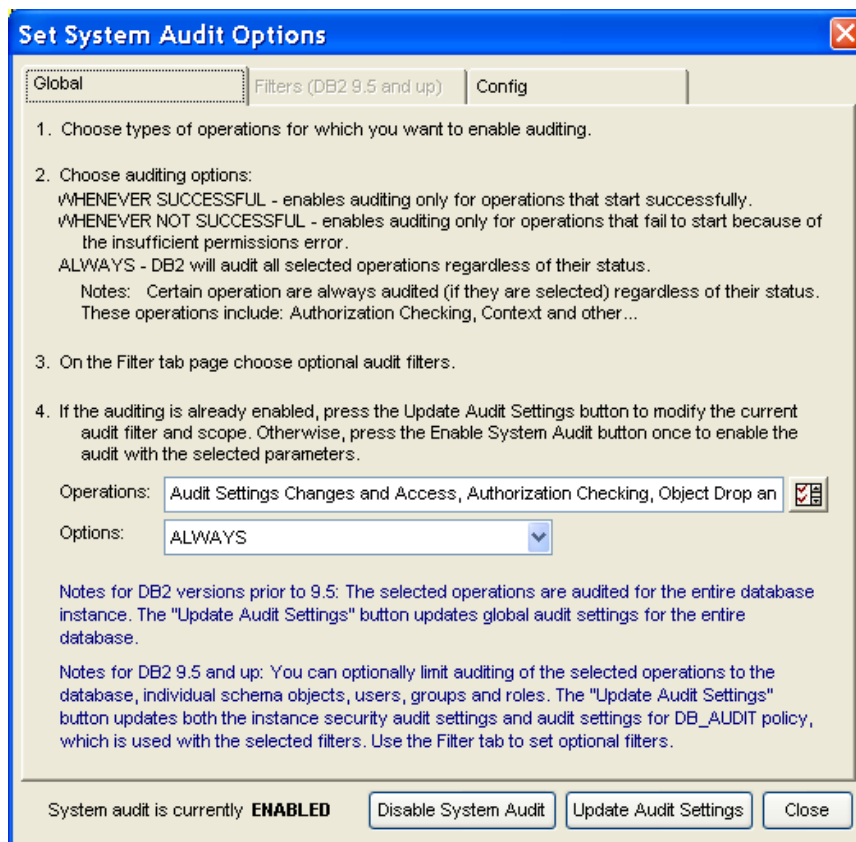 Set System Audit Options
Global
Filters (DB2 9.5 and up)
Config
1. Choose types of operations for which you want to enable auditing.
2. Choose auditing options:
WHENEVER SUCCESSFUL - enables auditing only for operations that start successfully.
WHENEVER NOT SUCCESSFUL - enables auditing only for operations that fail to start because of
the insufficient permissions error.
ALWAYS - DB2 will audit all selected operations regardless of their status.
Notes: Certain operation are always audited (if they are selected) regardless of their status.
These operations include: Authorization Checking, Context and other...
3. On the Filter tab page choose optional audit filters.
4. If the auditing is already enabled, press the Update Audit Settings button to modify the current
audit filter and scope. Otherwise, press the Enable System Audit button once to enable the
audit with the selected parameters.
Operations: Audit Settings Changes and Access, Authorization Checking, Object Drop an
Options: ALWAYS
Notes for DB2 versions prior to 9.5: The selected operations are audited for the entire database
instance. The "Update Audit Settings" button updates global audit settings for the entire
database.
Notes for DB2 9.5 and up: You can optionally limit auditing of the selected operations to the
database, individual schema objects, users, groups and roles. The "Update Audit Settings"
button updates both the instance security audit settings and audit settings for DB_AUDIT policy,
which is used with the selected filters. Use the Filter tab to set optional filters.
System audit is currently ENABLED
Disable System Audit
Update Audit Settings
Close